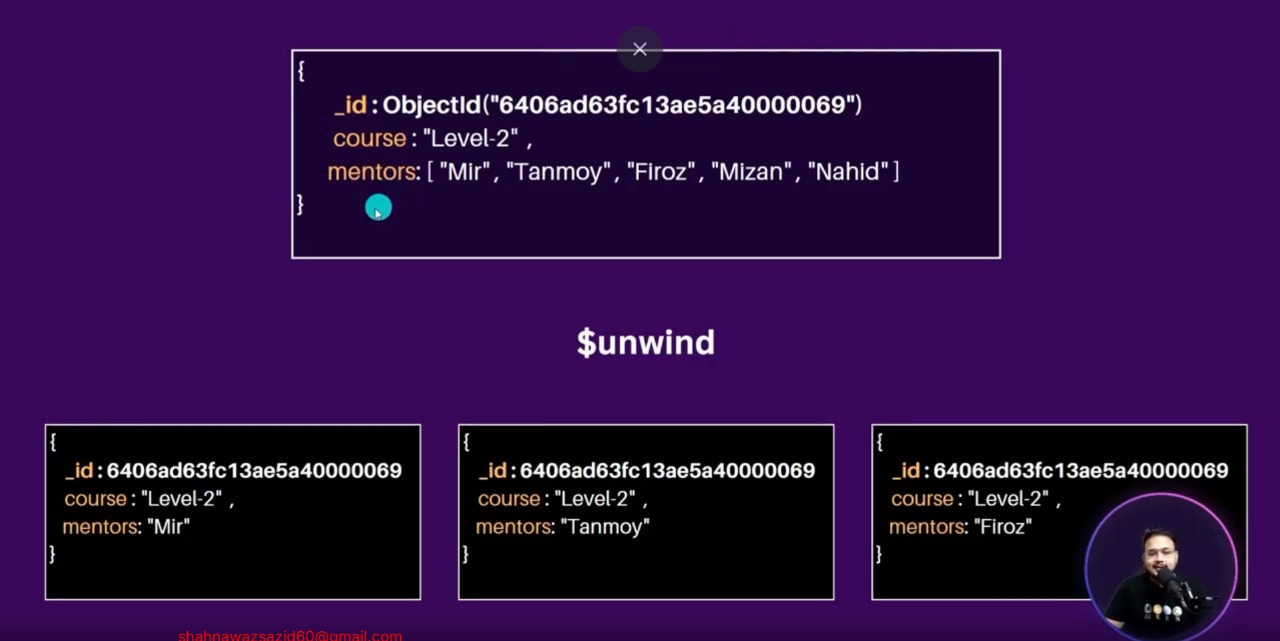 {
_id : ObjectId("6406ad63fc13ae5a40000069")
course : "Level-2" ,
mentors: [ "Mir" , "Tanmoy" , "Firoz" , "Mizan" , "Nahid" ]
}
$unwind
{
_id : 6406ad63fc13ae5a40000069
course : "Level-2" ,
mentors: "Mir"
}
{
_id : 6406ad63fc13ae5a40000069
course : "Level-2" ,
mentors: "Tanmoy"
}
{
_id : 6406ad63fc13ae5a40000069
course : "Level-2" ,
mentors: "Firoz"
}
shahnawazsazid60@gmail.com